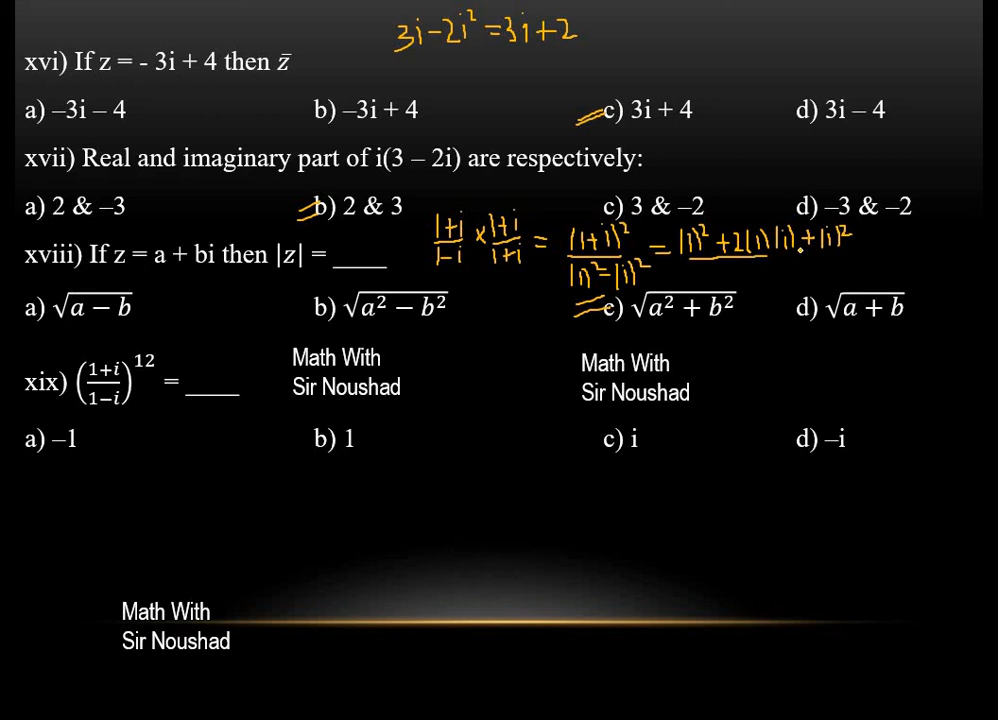 3i-2i² =3i+2
xvi) If z = - 3i + 4 then z̄
a) –3i – 4 b) –3i + 4 c) 3i + 4 d) 3i – 4
xvii) Real and imaginary part of i(3 – 2i) are respectively:
a) 2 & –3 b) 2 & 3 c) 3 & –2 d) –3 & –2
(1+i)/(1-i) × (1+i)/(1+i) = (1+i)²/((1)²-(i)²) = (1)²+2(1)(i)+(i)²
xviii) If z = a + bi then |z| = ____
a) √(a − b) b) √(a² − b²) c) √(a² + b²) d) √(a + b)
Math With
Sir Noushad
Math With
Sir Noushad
xix) ((1+i)/(1−i))¹² = ____
a) –1 b) 1 c) i d) –i
Math With
Sir Noushad